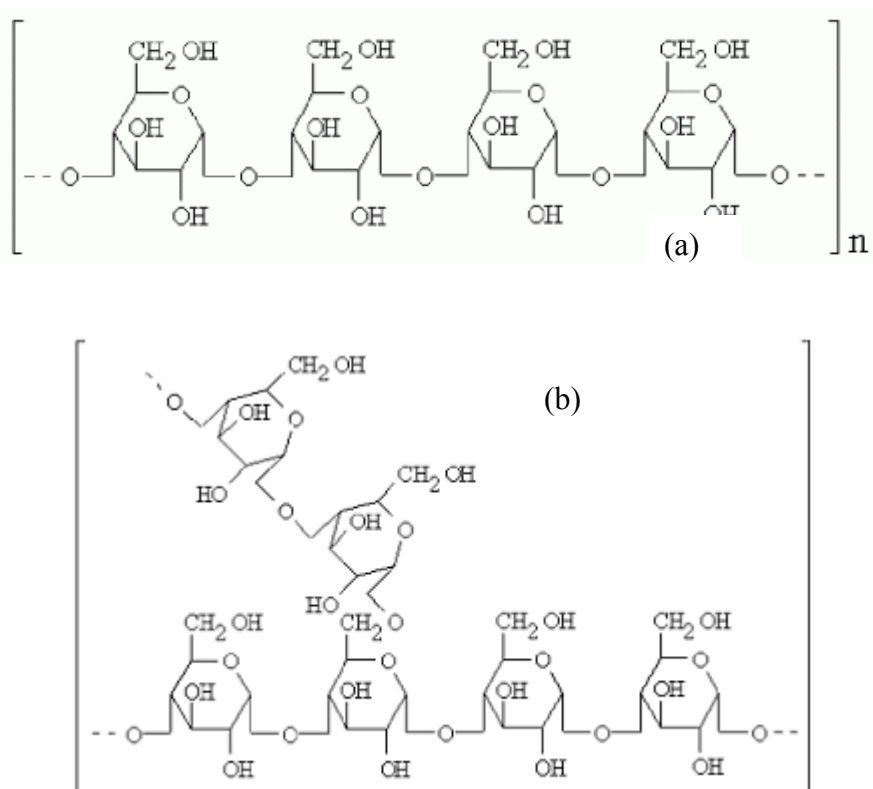 CH2 OH CH2 OH CH2 OH CH2 OH
O O O O
OH OH OH OH
-- O O O O O --
OH OH OH OH
(a)
n
CH2 OH
(b)
O
OH O
CH2 OH
HO
O OH O
HO
CH2 OH CH2 O CH2 OH CH2 OH
O O O O
OH OH OH OH
-- O O O O O --
OH OH OH OH